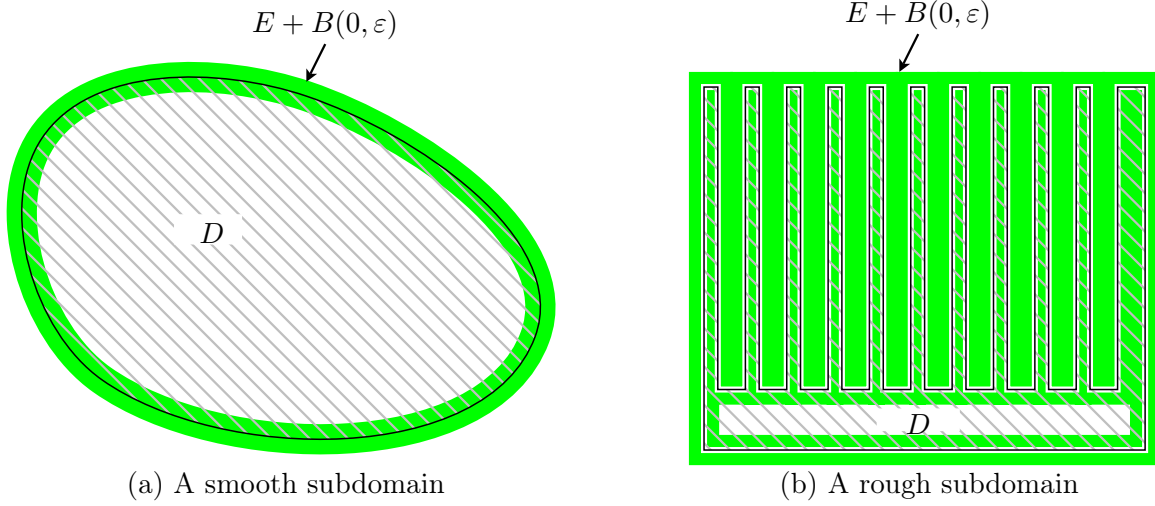 E + B(0, ε)
E + B(0, ε)
D
D
(a) A smooth subdomain
(b) A rough subdomain